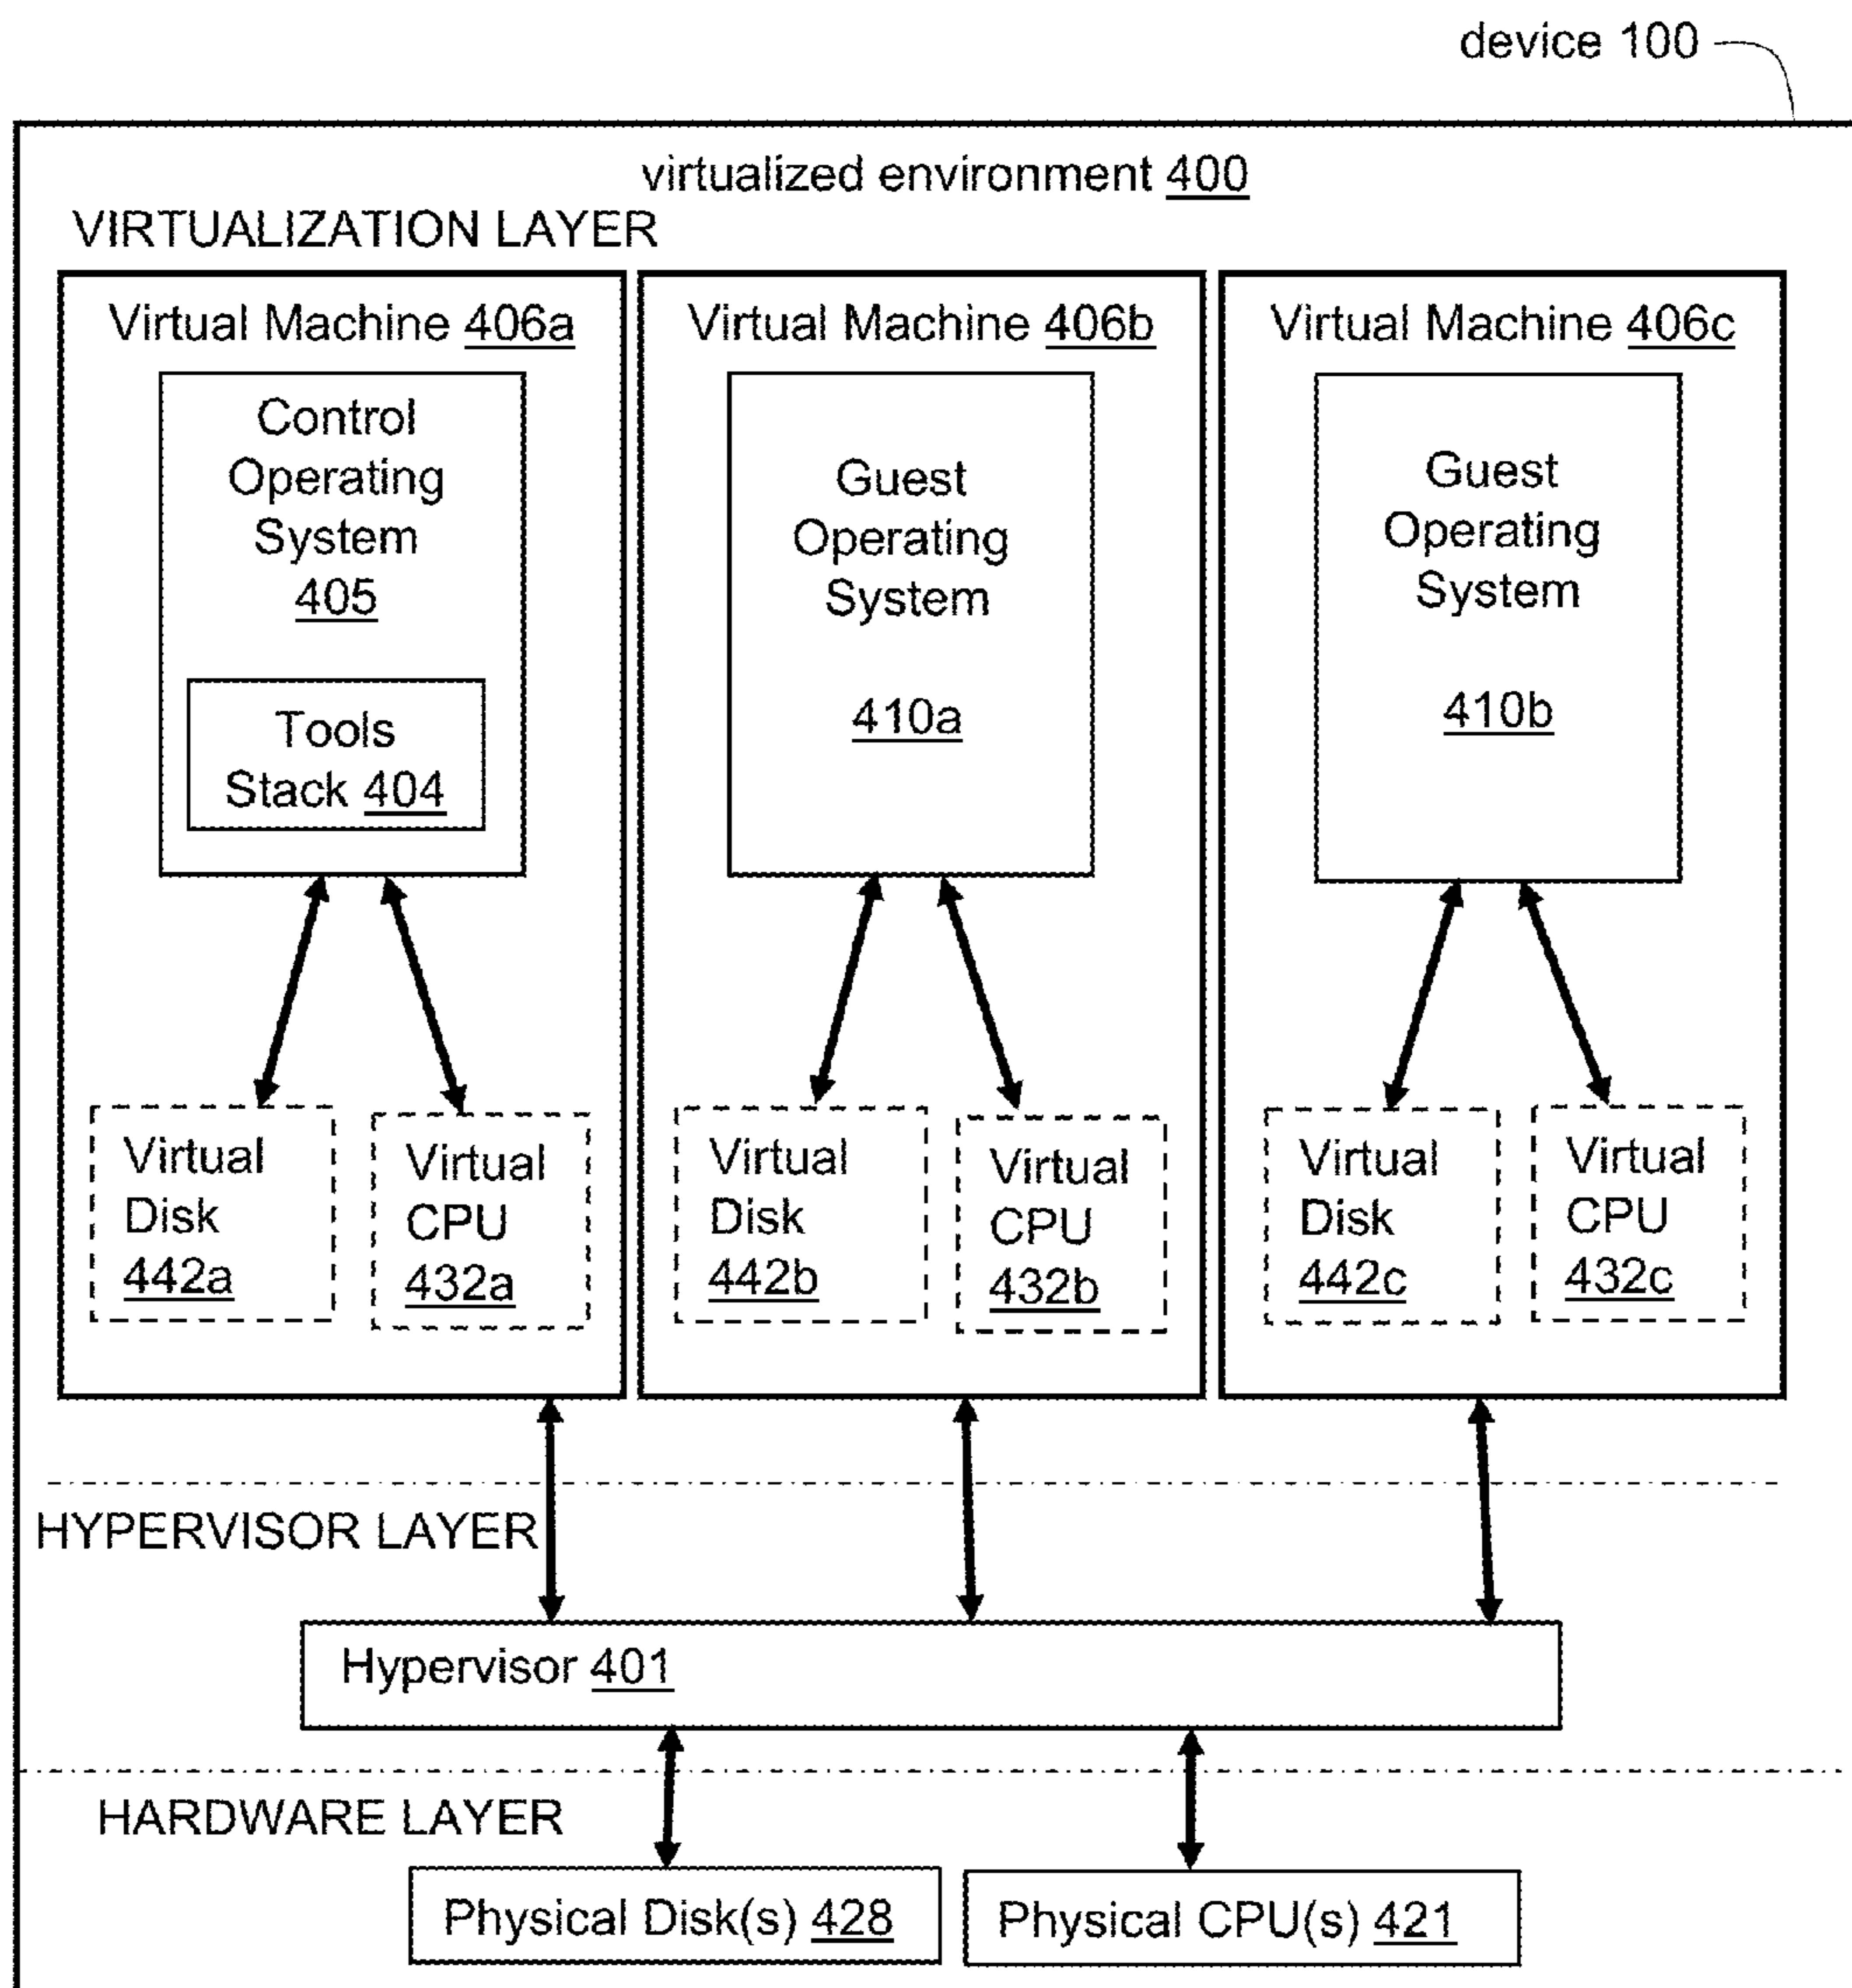 device 100
virtualized environment 400
VIRTUALIZATION LAYER
Virtual Machine 406a
Control
Operating
System
405
Tools
Stack 404
Virtual
Disk
442a
Virtual
CPU
432a
Virtual Machine 406b
Guest
Operating
System
410a
Virtual
Disk
442b
Virtual
CPU
432b
Virtual Machine 406c
Guest
Operating
System
410b
Virtual
Disk
442c
Virtual
CPU
432c
HYPERVISOR LAYER
Hypervisor 401
HARDWARE LAYER
Physical Disk(s) 428
Physical CPU(s) 421